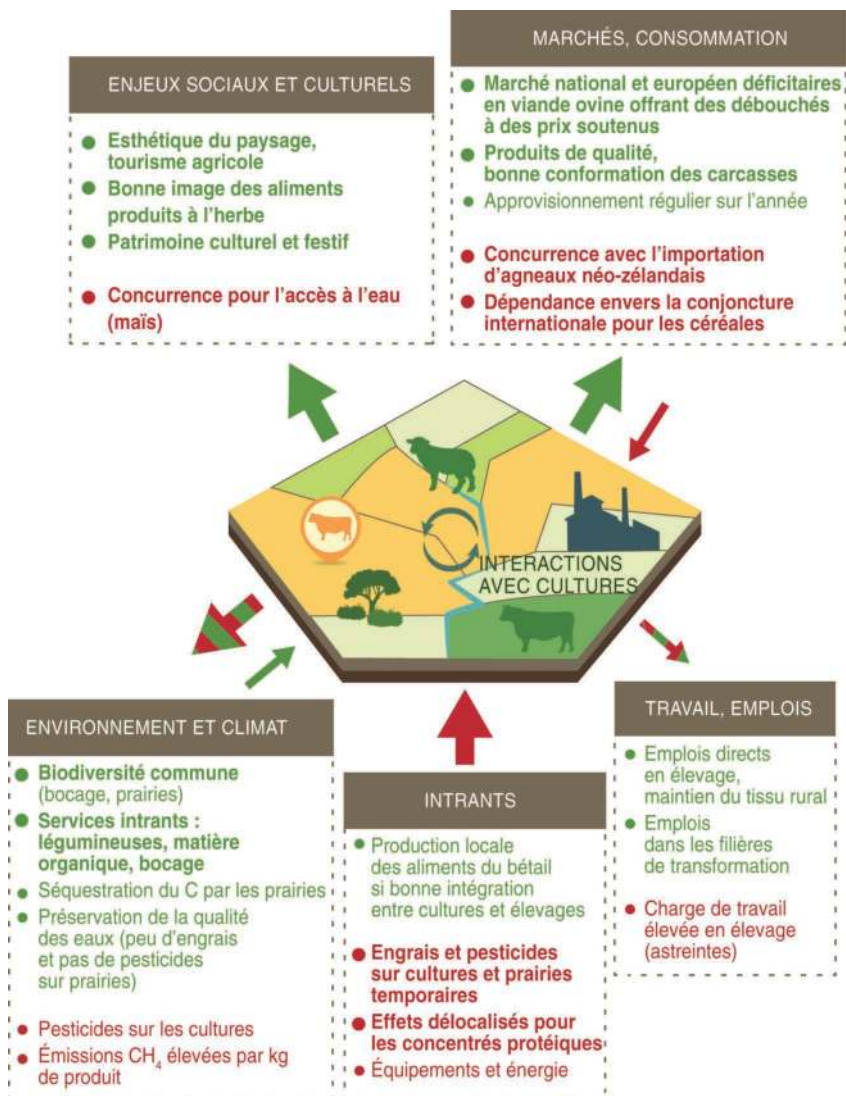 ENJEUX SOCIAUX ET CULTURELS
● Esthétique du paysage,
tourisme agricole
● Bonne image des aliments
produits à l'herbe
● Patrimoine culturel et festif
● Concurrence pour l'accès à l'eau
(maïs)
MARCHÉS, CONSOMMATION
● Marché national et européen déficitaires
en viande ovine offrant des débouchés
à des prix soutenus
● Produits de qualité,
bonne conformation des carcasses
● Approvisionnement régulier sur l'année
● Concurrence avec l'importation
d'agneaux néo-zélandais
● Dépendance envers la conjoncture
internationale pour les céréales
INTERACTIONS
AVEC CULTURES
ENVIRONNEMENT ET CLIMAT
● Biodiversité commune
(bocage, prairies)
● Services intrants :
légumineuses, matière
organique, bocage
● Séquestration du C par les prairies
● Préservation de la qualité
des eaux (peu d'engrais
et pas de pesticides
sur prairies)
● Pesticides sur les cultures
● Émissions CH₄ élevées par kg
de produit
INTRANTS
● Production locale
des aliments du bétail
si bonne intégration
entre cultures et élevages
● Engrais et pesticides
sur cultures et prairies
temporaires
● Effets délocalisés pour
les concentrés protéiques
● Équipements et énergie
TRAVAIL, EMPLOIS
● Emplois directs
en élevage,
maintien du tissu rural
● Emplois
dans les filières
de transformation
● Charge de travail
élevée en élevage
(astreintes)